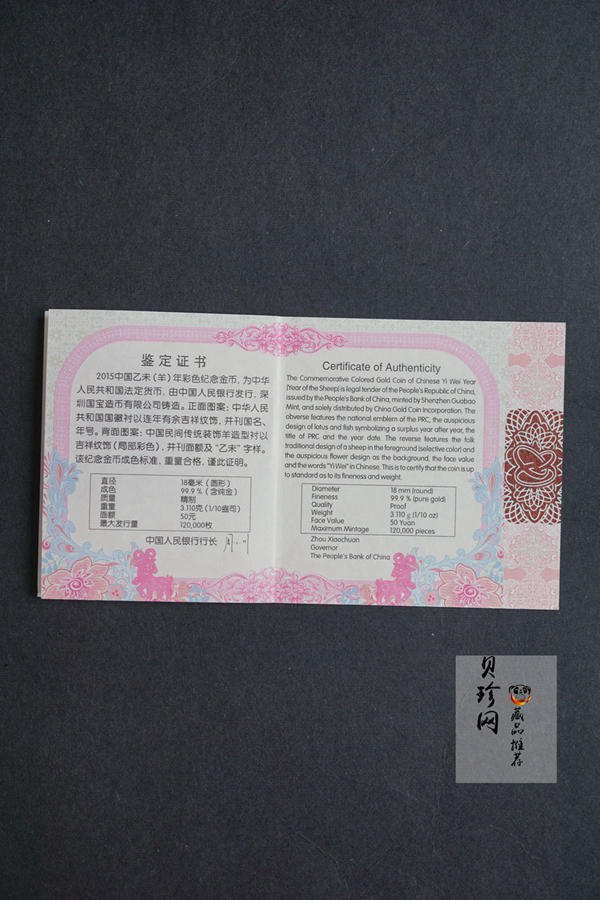 鉴定证书
2015中国乙未(羊)年彩色纪念金币,为中华
人民共和国法定货币,由中国人民银行发行,深
圳国宝造币有限公司铸造。正面图案:中华人民
共和国国徽衬以连年有余吉祥纹饰,并刊国名、
年号。背面图案:中国民间传统装饰羊造型衬以
吉祥纹饰(局部彩色),并刊面额及“乙未”字样。
该纪念金币成色标准,重量合格,谨此证明。
直径 18毫米(圆形)
成色 99.9%(含纯金)
质量 精制
重量 3.110克(1/10盎司)
面额 50元
最大发行量 120,000枚
中国人民银行行长
Certificate of Authenticity
The Commemorative Colored Gold Coin of Chinese Yi Wei Year
(Year of the Sheep) is legal tender of the People's Republic of China,
issued by the People's Bank of China, minted by Shenzhen Guobao
Mint, and solely distributed by China Gold Coin Incorporation. The
obverse features the national emblem of the PRC, the auspicious
design of lotus and fish symbolizing a surplus year after year, the
title of PRC and the year date. The reverse features the folk
traditional design of a sheep in the foreground (selective color) and
the auspicious flower design as the background, the face value
and the words "Yi Wei" in Chinese. This is to certify that the coin is up
to standard as to its fineness and weight.
Diameter 18 mm (round)
Fineness 99.9 % (pure gold)
Quality Proof
Weight 3.110 g (1/10 oz)
Face Value 50 Yuan
Maximum Mintage 120,000 pieces
Zhou Xiaochuan
Governor
The People's Bank of China
贝珍网
藏品推荐